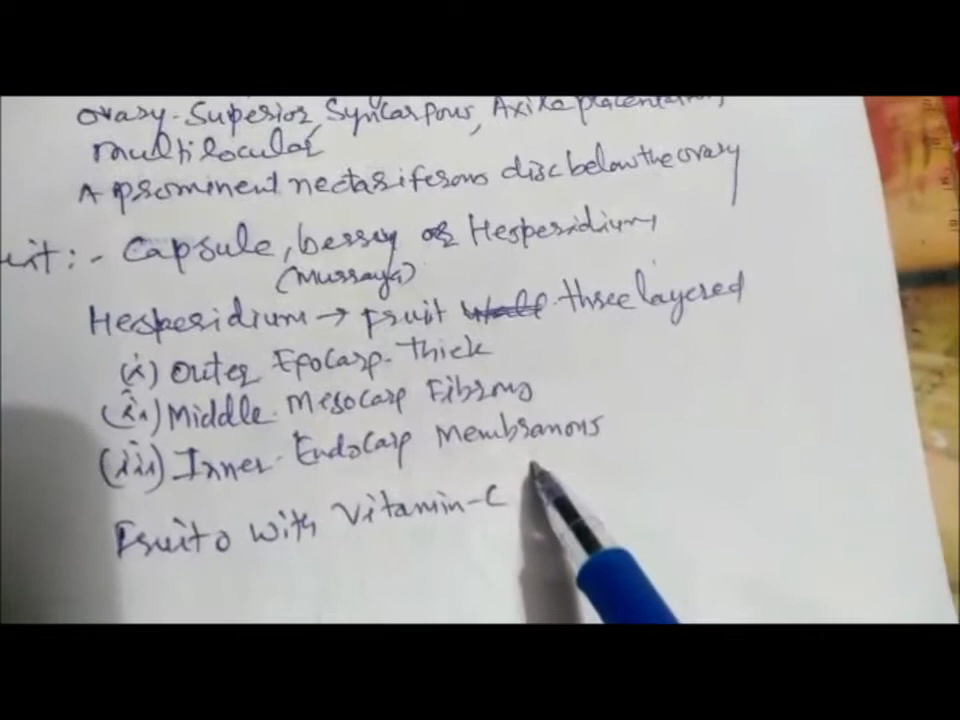 ovary - Superior, Syncarpous, Axile placentation,
multilocular
A prominent nectariferous disc below the ovary
uit :- Capsule, berry or Hesperidium,
(Murraya)
Hesperidium → Fruit wall three layered
(i) Outer Epocarp - Thick
(ii) Middle - Mesocarp Fibrous
(iii) Inner - Endocarp Membranous
Fruits with Vitamin-C